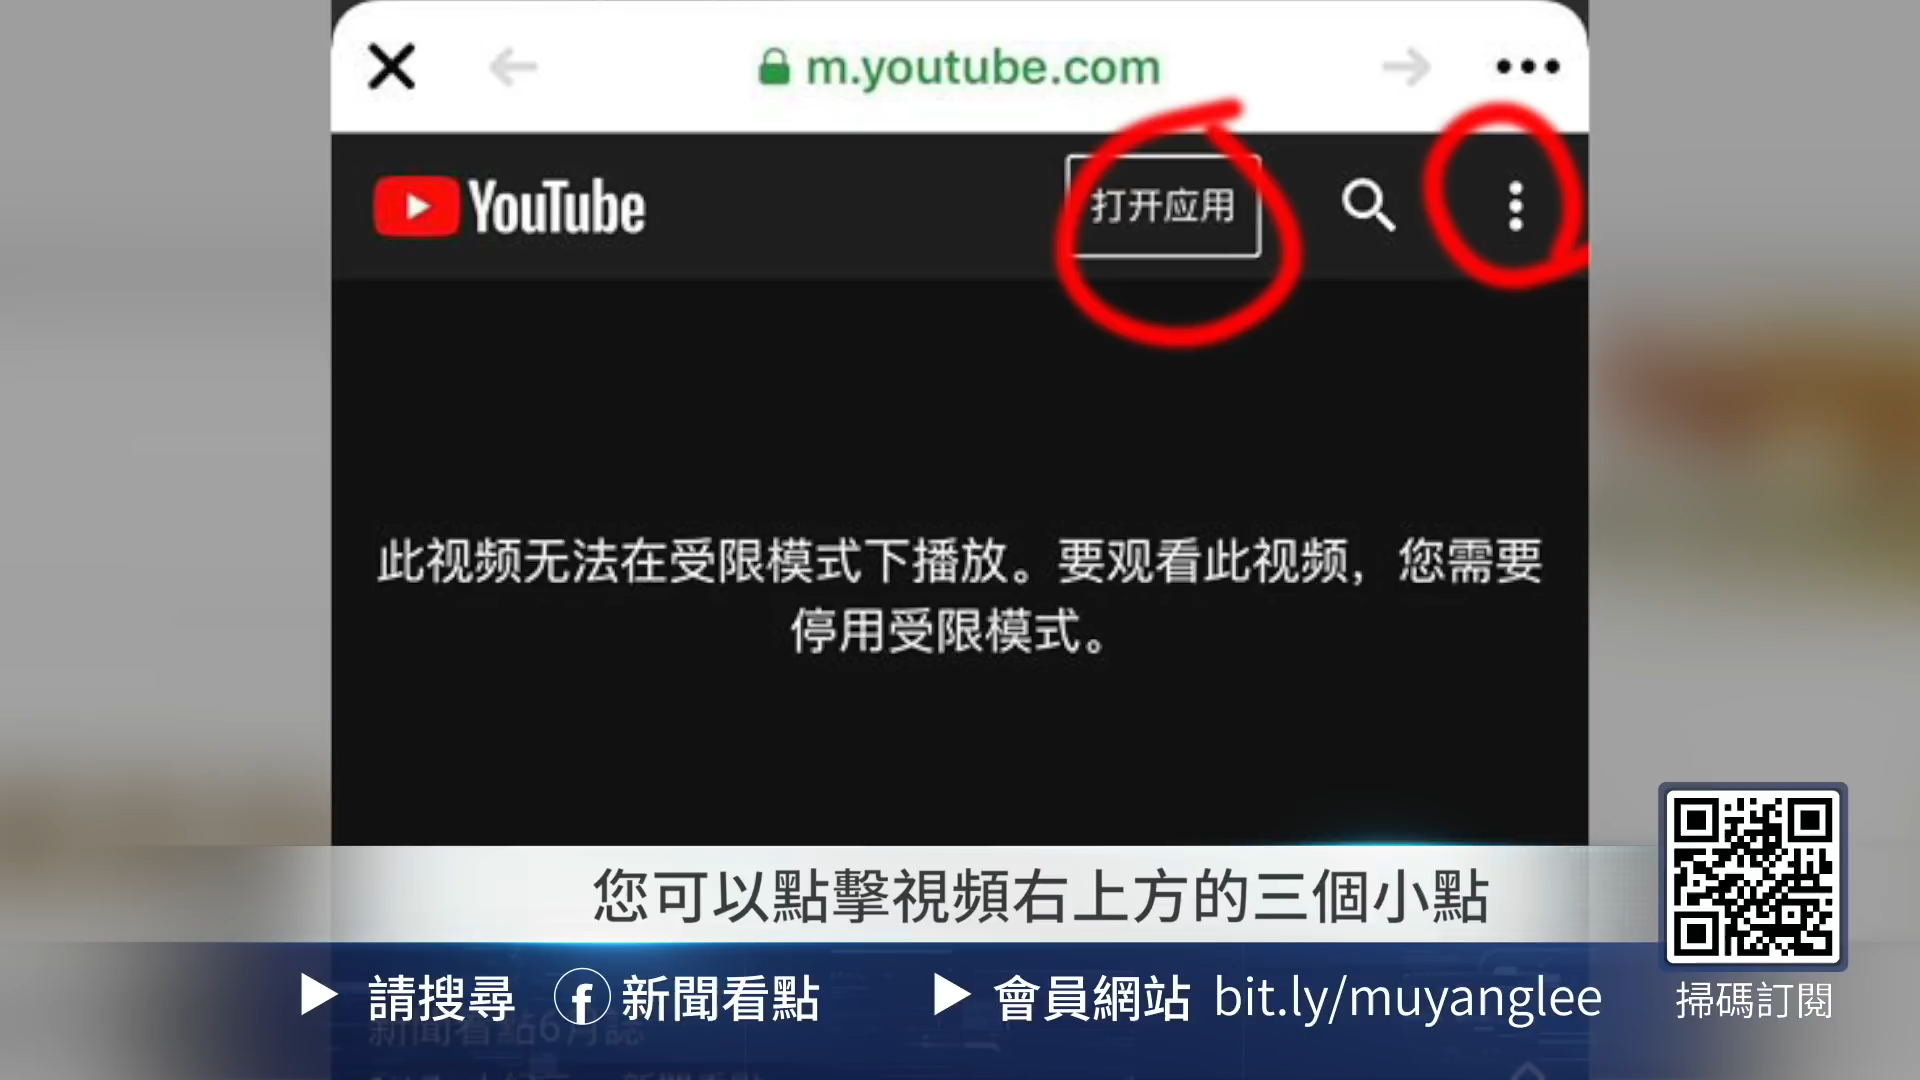 m.youtube.com
YouTube
打开应用
此视频无法在受限模式下播放。要观看此视频，您需要
停用受限模式。
您可以點擊視頻右上方的三個小點
請搜尋 f 新聞看點
會員網站 bit.ly/muyanglee
掃碼訂閱